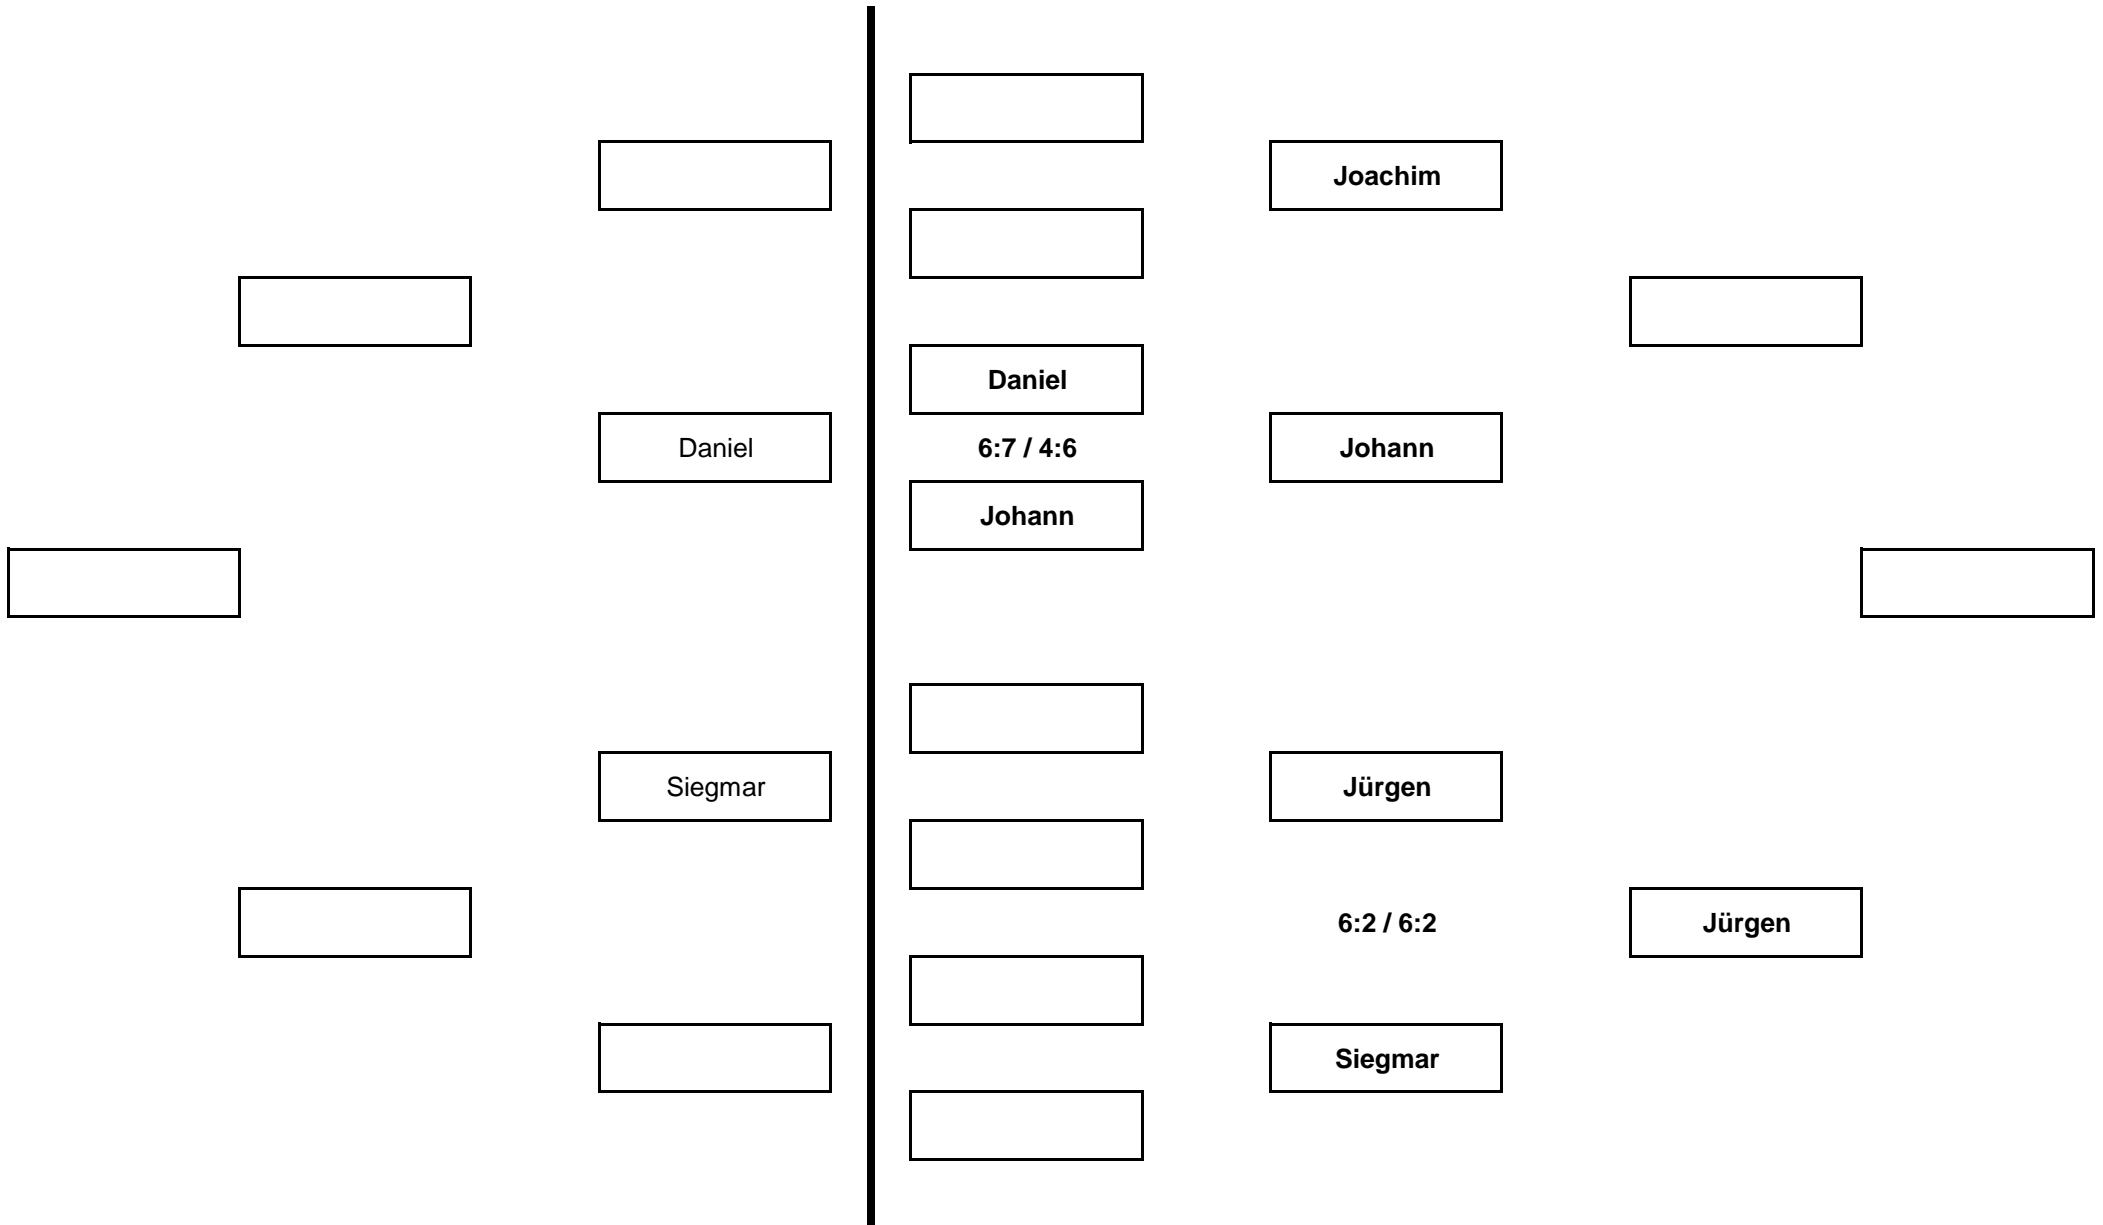 Joachim
Daniel
Daniel 6:7 / 4:6 Johann
Johann
Siegmar Jürgen
6:2 / 6:2 Jürgen
Siegmar